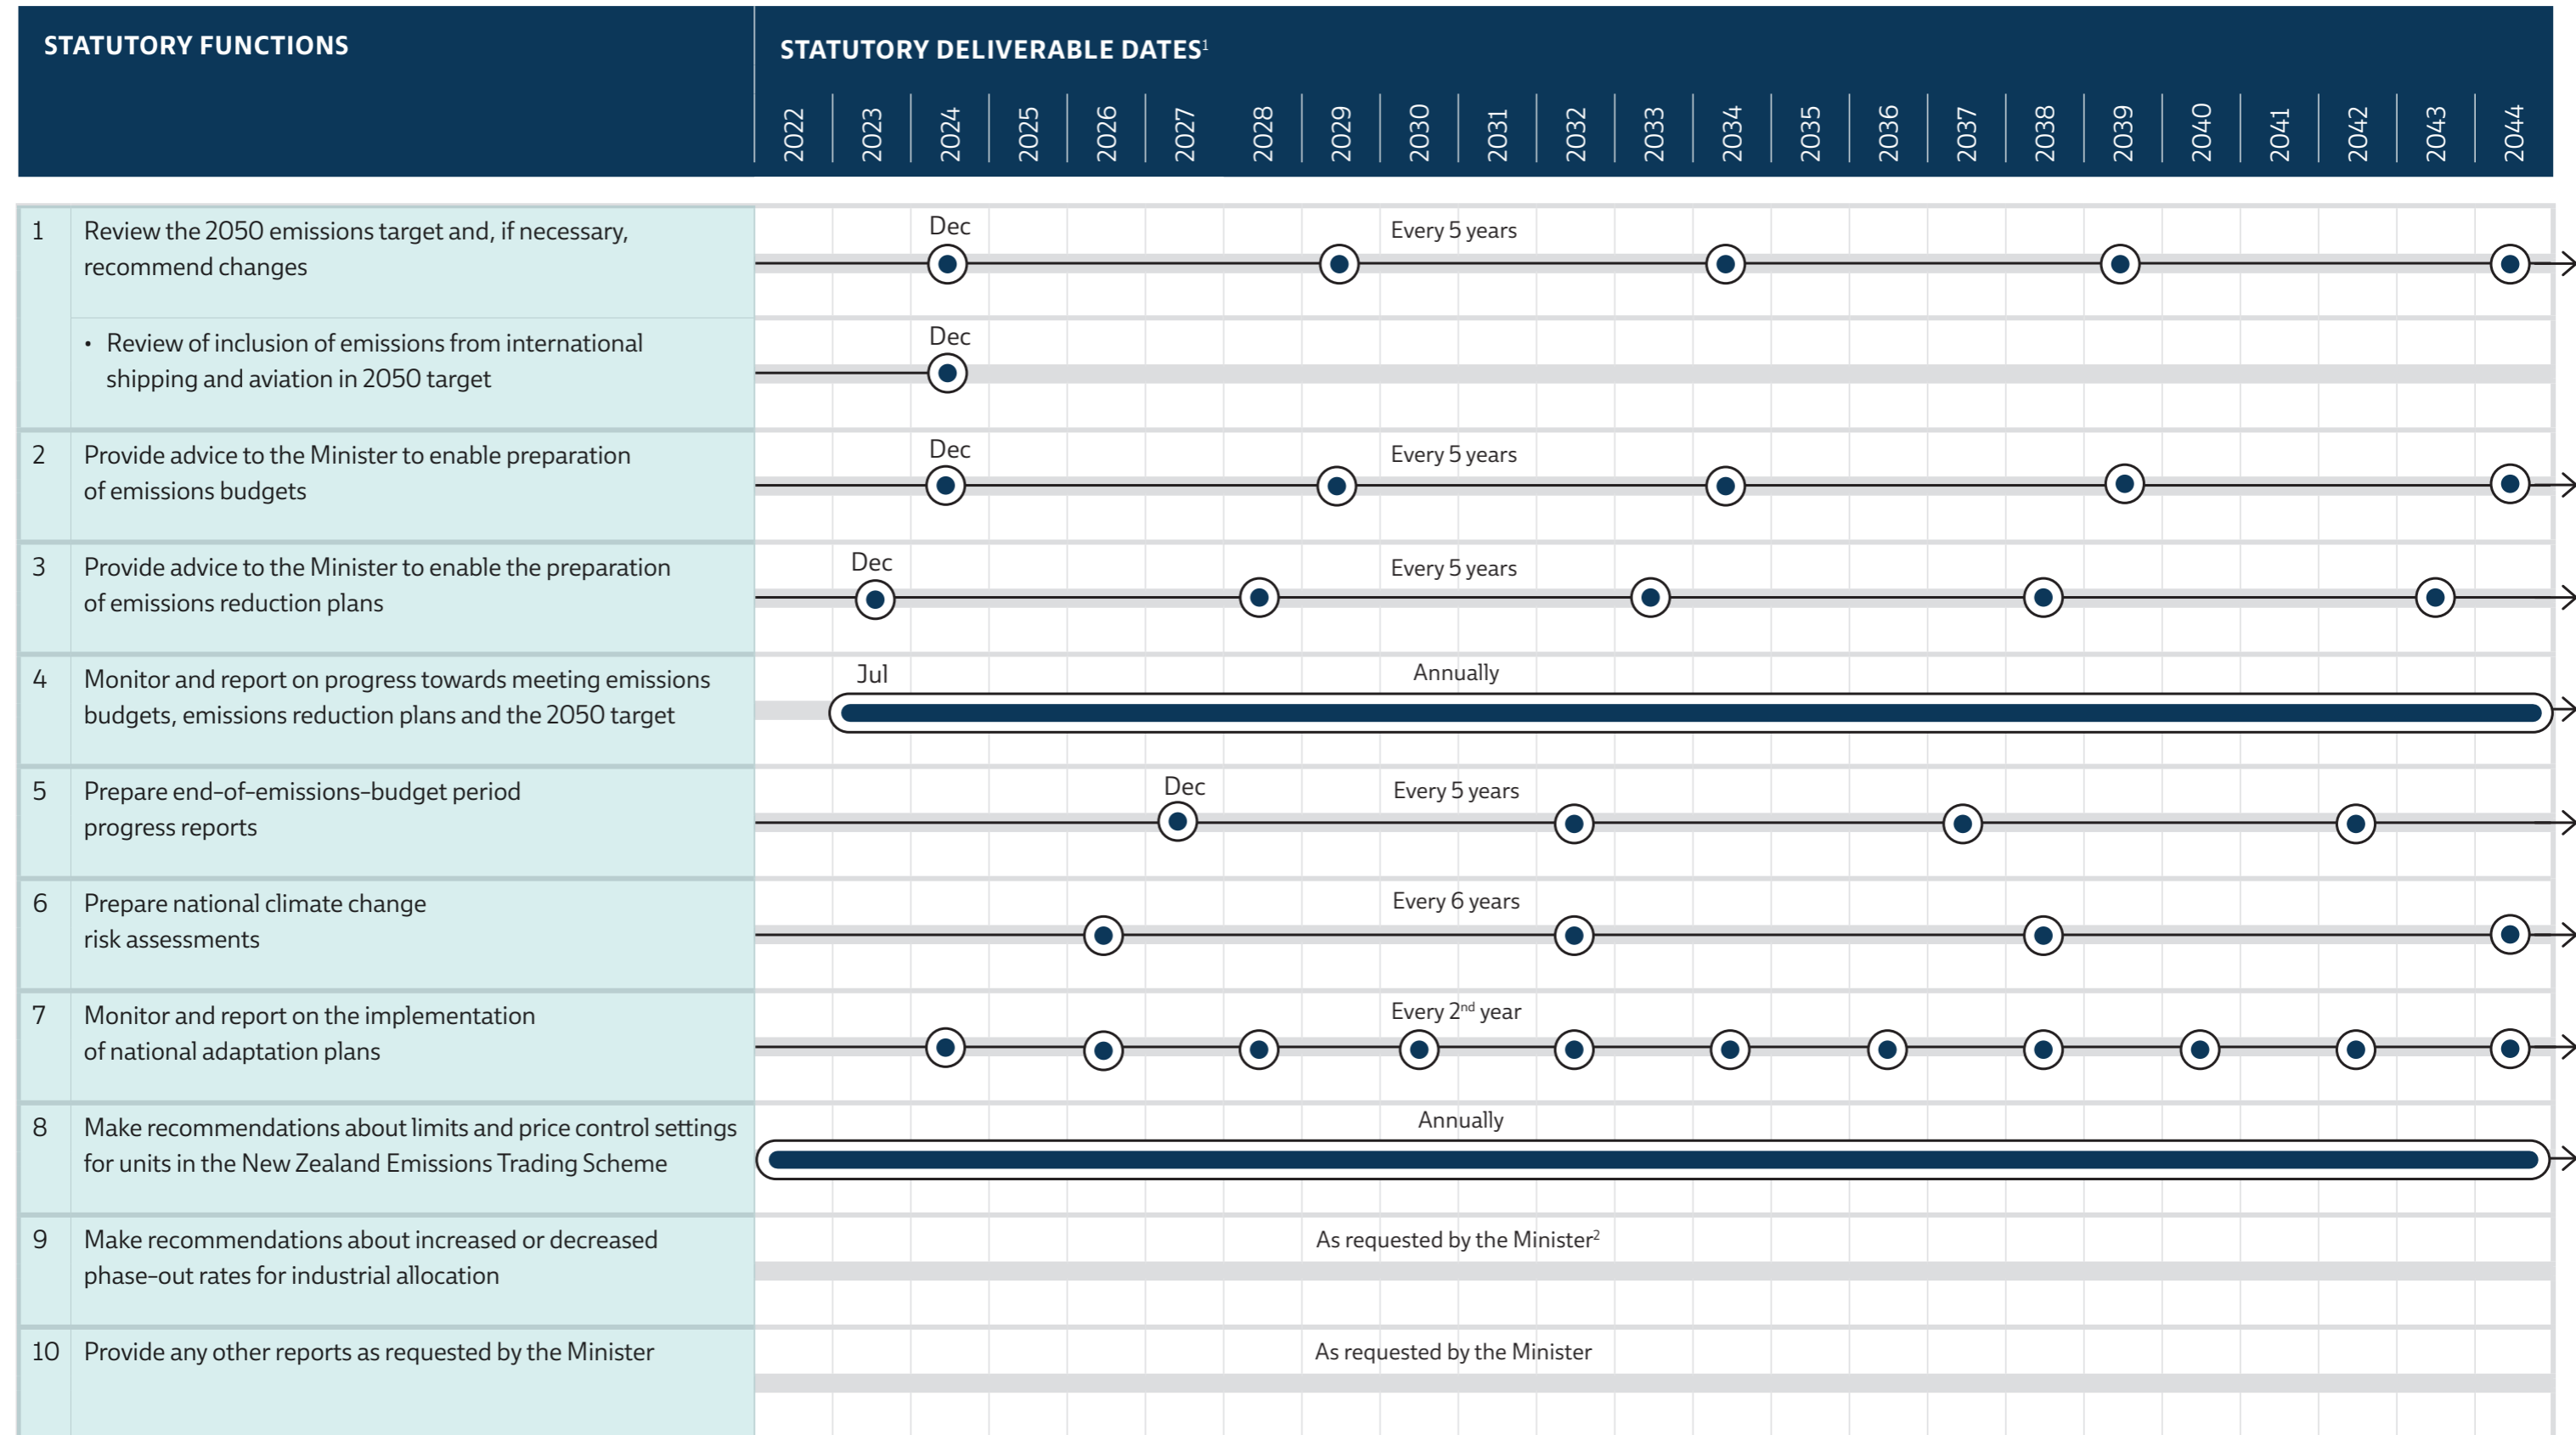 STATUTORY FUNCTIONS
STATUTORY DELIVERABLE DATES¹
2022
2023
2024
2025
2026
2027
2028
2029
2030
2031
2032
2033
2034
2035
2036
2037
2038
2039
2040
2041
2042
2043
2044
1
Review the 2050 emissions target and, if necessary,
recommend changes
Dec
Every 5 years
• Review of inclusion of emissions from international
shipping and aviation in 2050 target
Dec
2
Provide advice to the Minister to enable preparation
of emissions budgets
Dec
Every 5 years
3
Provide advice to the Minister to enable the preparation
of emissions reduction plans
Dec
Every 5 years
4
Monitor and report on progress towards meeting emissions
budgets, emissions reduction plans and the 2050 target
Jul
Annually
5
Prepare end-of-emissions-budget period
progress reports
Dec
Every 5 years
6
Prepare national climate change
risk assessments
Every 6 years
7
Monitor and report on the implementation
of national adaptation plans
Every 2nd year
8
Make recommendations about limits and price control settings
for units in the New Zealand Emissions Trading Scheme
Annually
9
Make recommendations about increased or decreased
phase-out rates for industrial allocation
As requested by the Minister²
10
Provide any other reports as requested by the Minister
As requested by the Minister